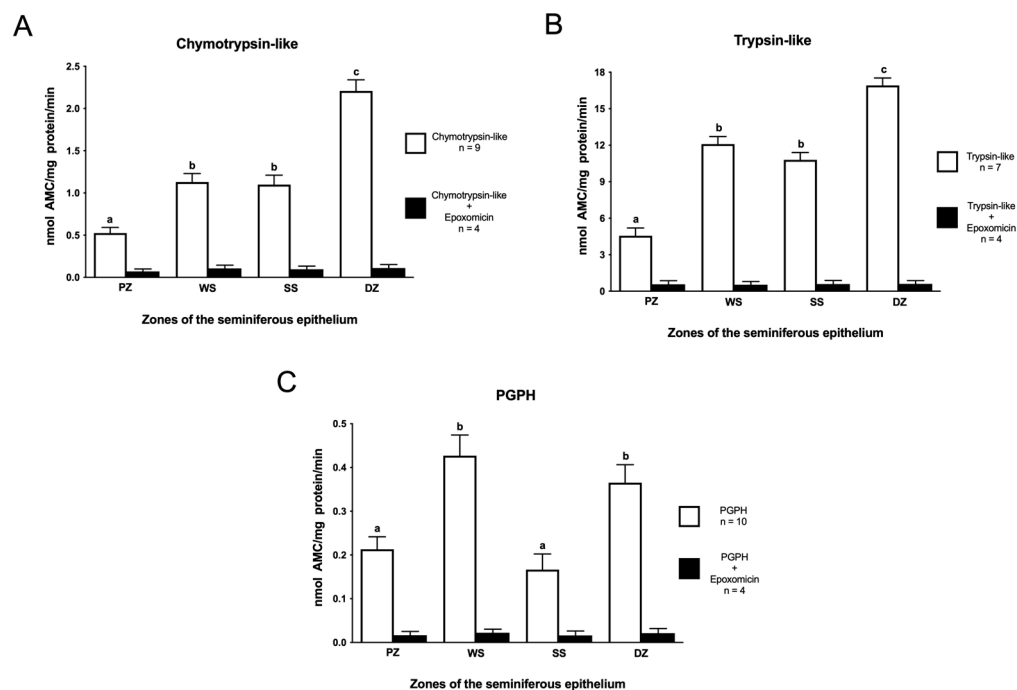 A
Chymotrypsin-like
nmol AMC/mg protein/min
2.5
2.0
1.5
1.0
0.5
0.0
a
b
b
c
PZ
WS
SS
DZ
Zones of the seminiferous epithelium
Chymotrypsin-like
n = 9
Chymotrypsin-like
+
Epoxomicin
n = 4
B
Trypsin-like
nmol AMC/mg protein/min
18
15
12
9
6
3
0
a
b
b
c
PZ
WS
SS
DZ
Zones of the seminiferous epithelium
Trypsin-like
n = 7
Trypsin-like
+
Epoxomicin
n = 4
C
PGPH
nmol AMC/mg protein/min
0.5
0.4
0.3
0.2
0.1
0.0
a
b
a
b
PZ
WS
SS
DZ
Zones of the seminiferous epithelium
PGPH
n = 10
PGPH
+
Epoxomicin
n = 4